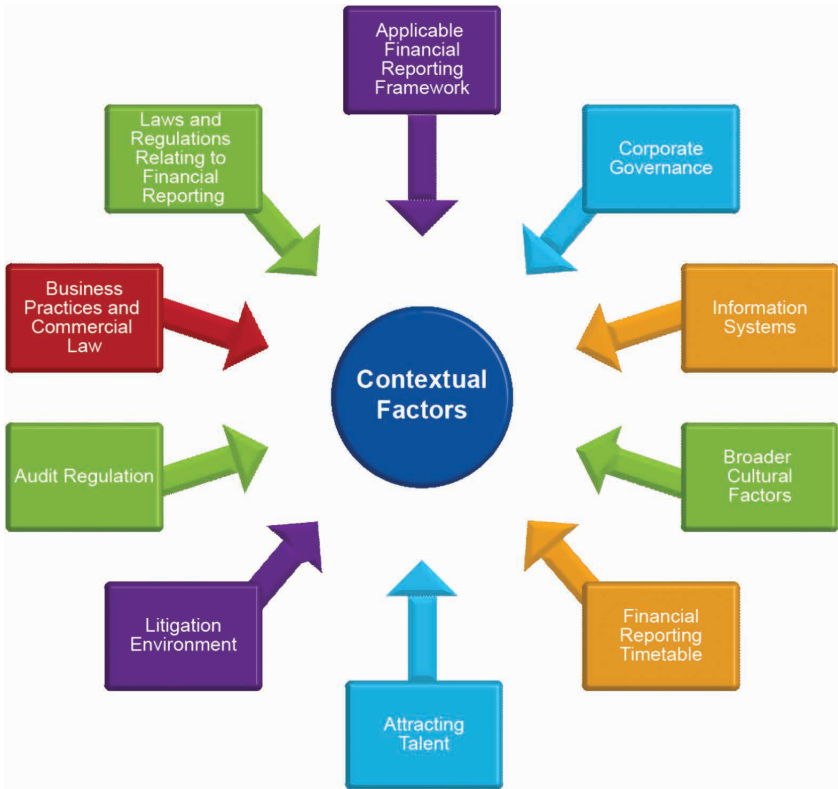 Applicable
Financial
Reporting
Framework
Laws and
Regulations
Relating to
Financial
Reporting
Corporate
Governance
Business
Practices and
Commercial
Law
Information
Systems
Contextual
Factors
Audit Regulation
Broader
Cultural
Factors
Litigation
Environment
Financial
Reporting
Timetable
Attracting
Talent